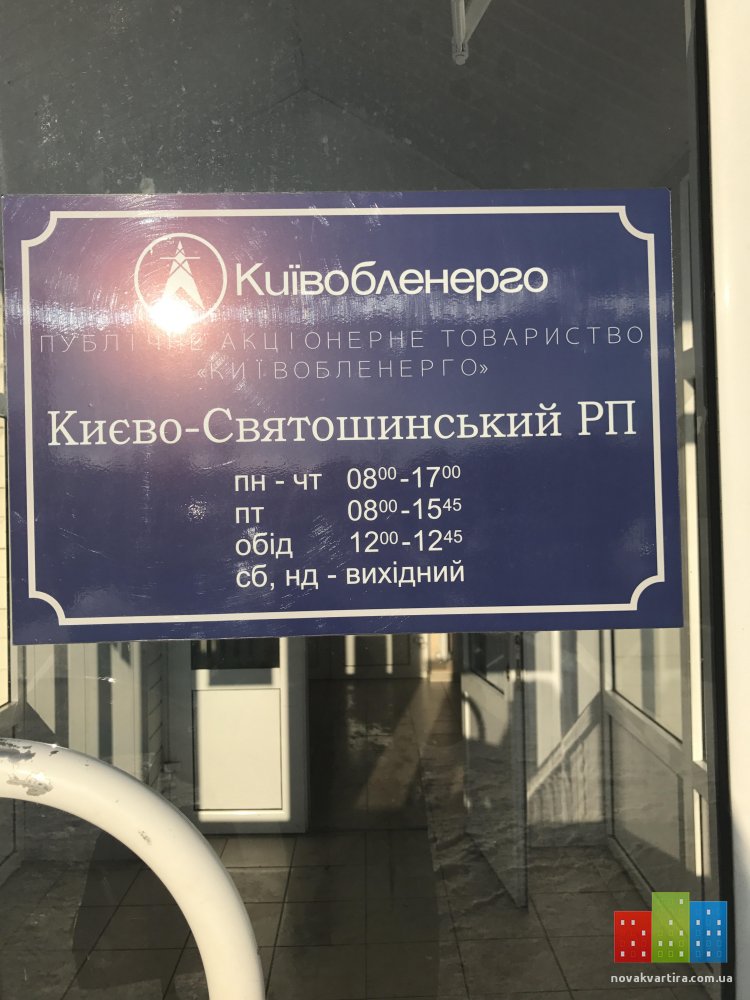 Київобленерго
ПУБЛІЧНЕ АКЦІОНЕРНЕ ТОВАРИСТВО
«КИЇВОБЛЕНЕРГО»
Києво-Святошинський РП
пн - чт 08⁰⁰-17⁰⁰
пт 08⁰⁰-15⁴⁵
обід 12⁰⁰-12⁴⁵
сб, нд - вихідний
novakvartira.com.ua